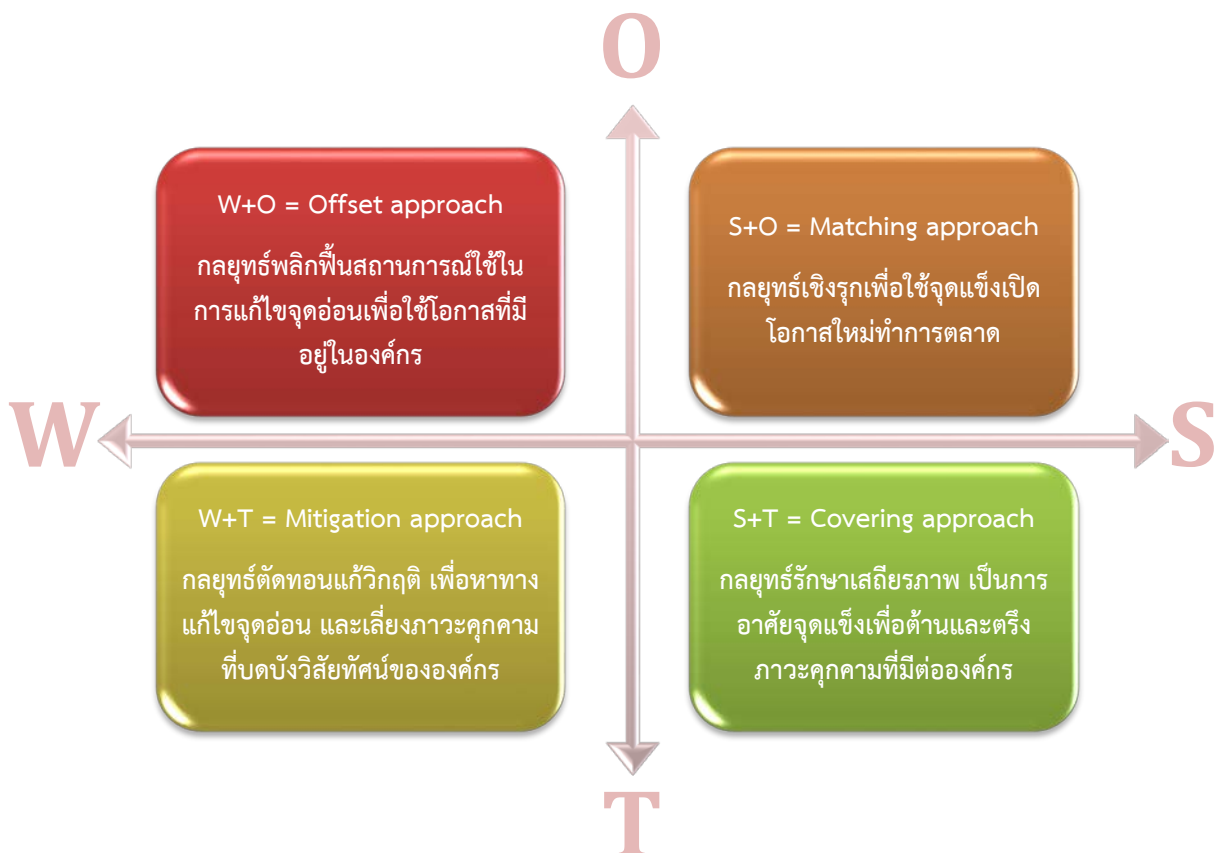 O
W+O = Offset approach
กลยุทธ์พลิกฟื้นสถานการณ์ใช้ใน
การแก้ไขจุดอ่อนเพื่อใช้โอกาสที่มี
อยู่ในองค์กร
S+O = Matching approach
กลยุทธ์เชิงรุกเพื่อใช้จุดแข็งเปิด
โอกาสใหม่ทำการตลาด
W
S
W+T = Mitigation approach
กลยุทธ์ตัดทอนแก้วิกฤติ เพื่อหาทาง
แก้ไขจุดอ่อน และเลี่ยงภาวะคุกคาม
ที่บดบังวิสัยทัศน์ขององค์กร
S+T = Covering approach
กลยุทธ์รักษาเสถียรภาพ เป็นการ
อาศัยจุดแข็งเพื่อต้านและตรึง
ภาวะคุกคามที่มีต่อองค์กร
T